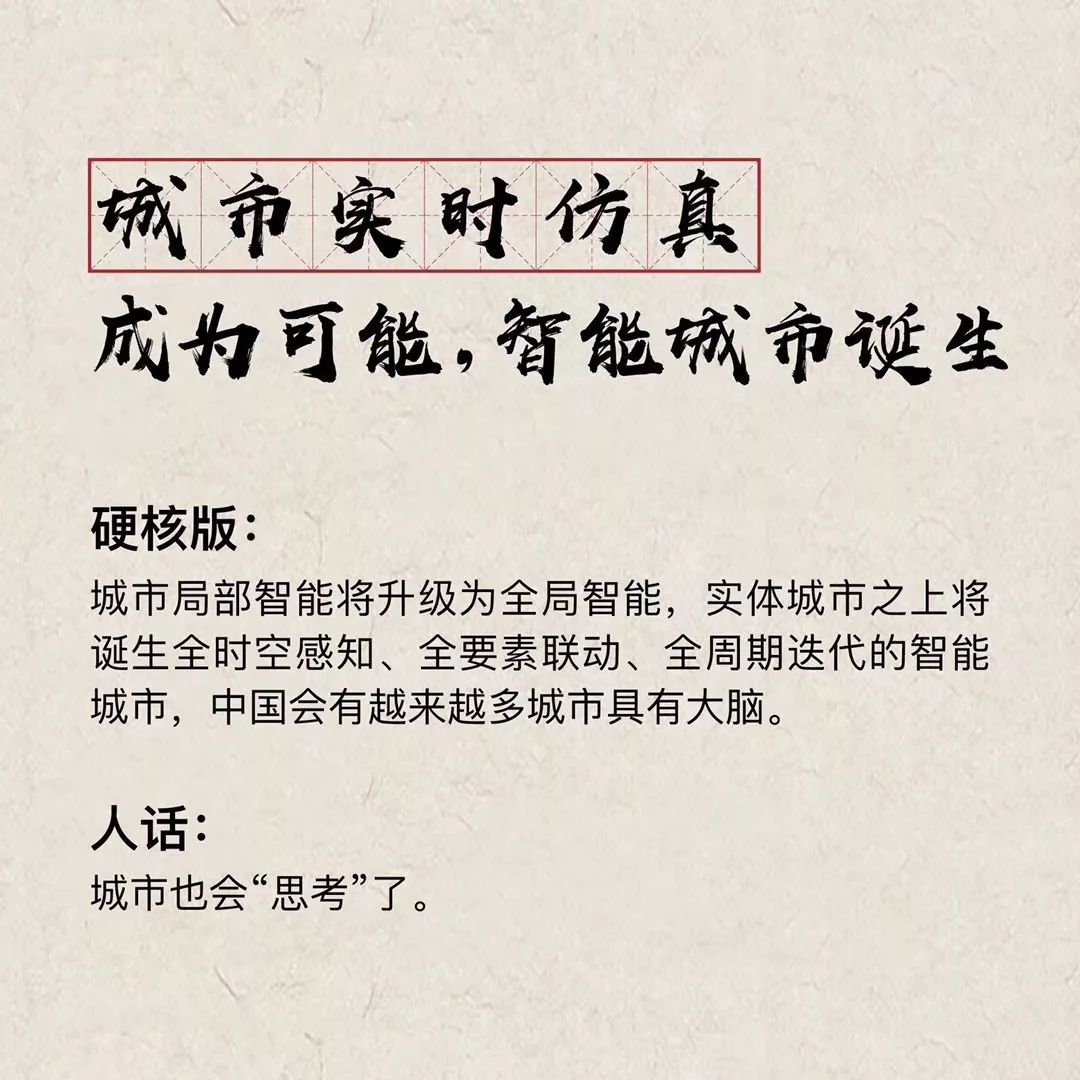 城市实时仿真
成为可能，智能城市诞生
硬核版：
城市局部智能将升级为全局智能，实体城市之上将
诞生全时空感知、全要素联动、全周期迭代的智能
城市，中国会有越来越多城市具有大脑。
人话：
城市也会“思考”了。